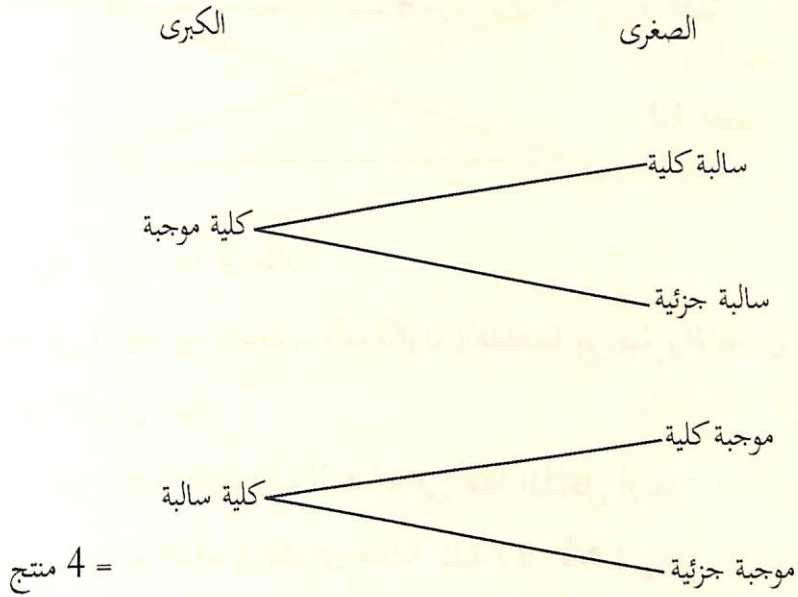 الصغرى الكبرى
سالبة كلية
كلية موجبة
سالبة جزئية
موجبة كلية
كلية سالبة
موجبة جزئية
= 4 منتج